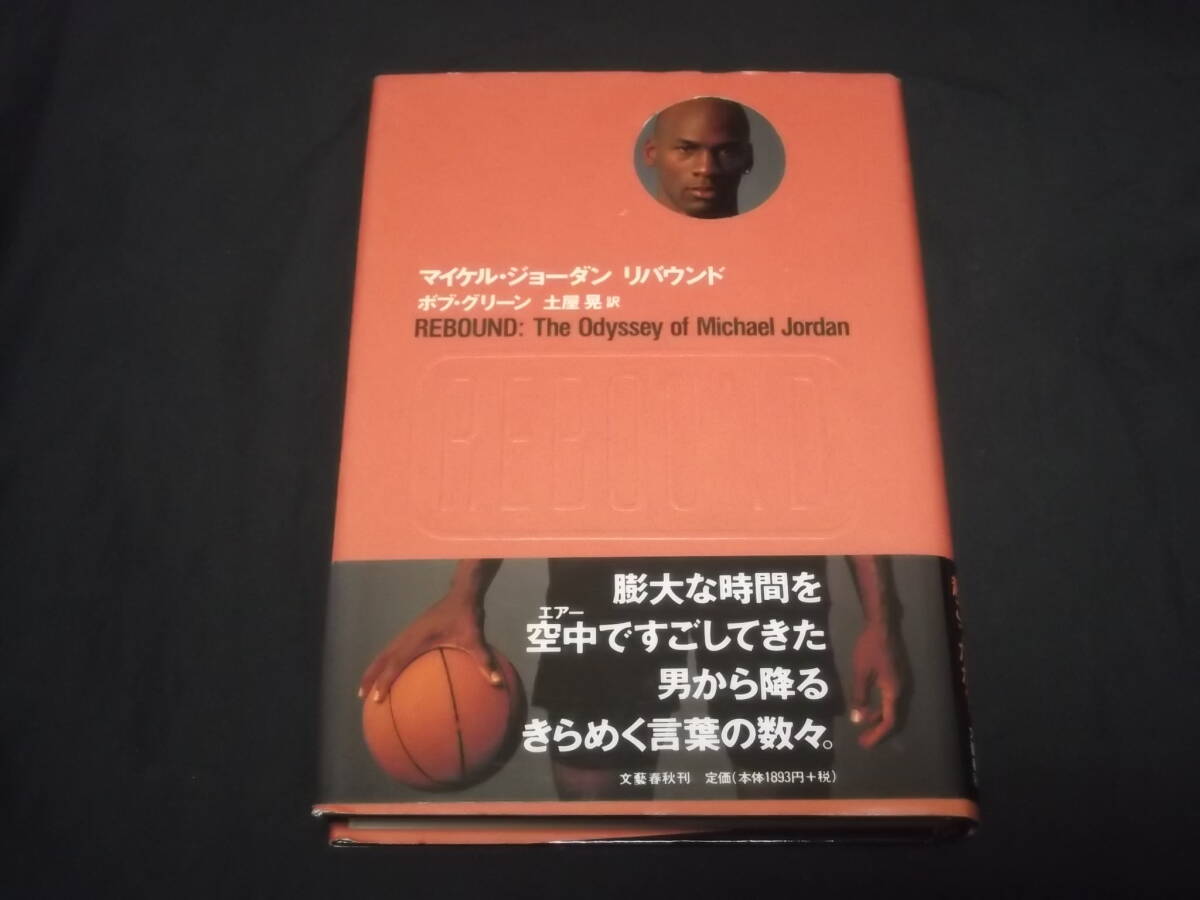 マイケル・ジョーダン リバウンド
ボブ・グリーン 土屋 晃 訳
REBOUND: The Odyssey of Michael Jordan
REBOUND
膨大な時間を
エアー
空中ですごしてきた
男から降る
きらめく言葉の数々。
文藝春秋刊 定価(本体1893円+税)